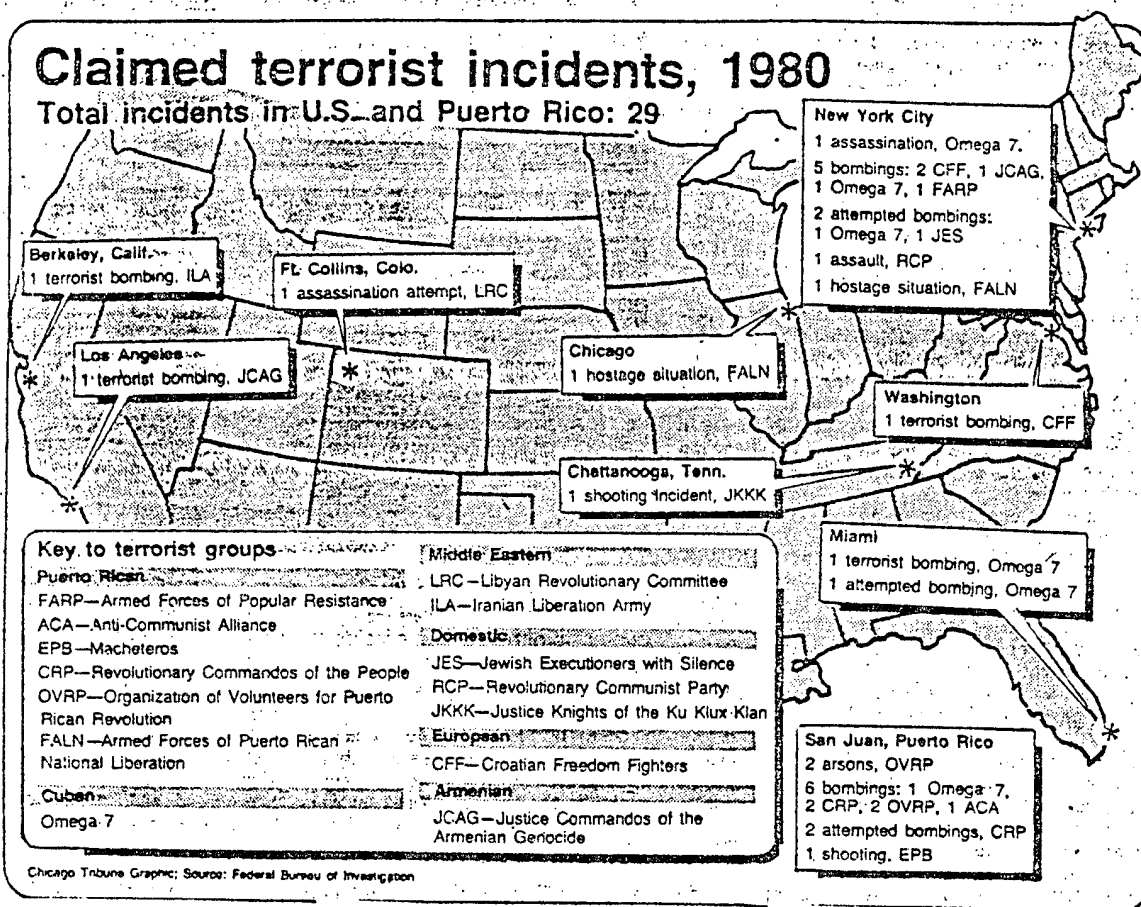 Claimed terrorist incidents, 1980
Total incidents in U.S. and Puerto Rico: 29
New York City
1 assassination, Omega 7.
5 bombings: 2 CFF, 1 JCAG,
1 Omega 7, 1 FARP
2 attempted bombings:
1 Omega 7, 1 JES
1 assault, RCP
1 hostage situation, FALN
Berkeley, Calif.
1 terrorist bombing, ILA
Ft. Collins, Colo.
1 assassination attempt, LRC
Los Angeles
1 terrorist bombing, JCAG
Chicago
1 hostage situation, FALN
Washington
1 terrorist bombing, CFF
Chattanooga, Tenn.
1 shooting incident, JKKK
Miami
1 terrorist bombing, Omega 7
1 attempted bombing, Omega 7
Key to terrorist groups
Puerto Rican
FARP—Armed Forces of Popular Resistance
ACA—Anti-Communist Alliance
EPB—Macheteros
CRP—Revolutionary Commandos of the People
OVRP—Organization of Volunteers for Puerto
Rican Revolution
FALN—Armed Forces of Puerto Rican
National Liberation
Cuban
Omega 7
Middle Eastern
LRC—Libyan Revolutionary Committee
ILA—Iranian Liberation Army
Domestic
JES—Jewish Executioners with Silence
RCP—Revolutionary Communist Party
JKKK—Justice Knights of the Ku Klux Klan
European
CFF—Croatian Freedom Fighters
Armenian
JCAG—Justice Commandos of the
Armenian Genocide
San Juan, Puerto Rico
2 arsons, OVRP
6 bombings: 1 Omega 7,
2 CRP, 2 OVRP, 1 ACA
2 attempted bombings, CRP
1 shooting, EPB
Chicago Tribune Graphic; Source: Federal Bureau of Investigation